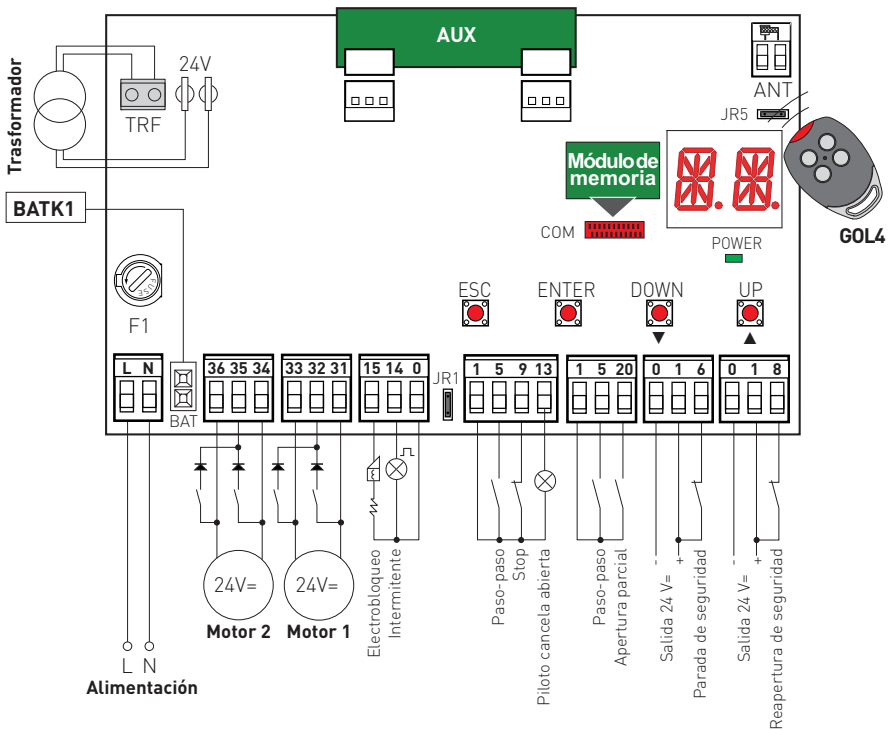 AUX
Trasformador
24V
TRF
ANT
JR5
Módulo de
memoria
BATK1
COM
GOL4
POWER
FUSE
F1
ESC
ENTER
DOWN
UP
L N
BAT
36 35 34
33 32 31
15 14 0
JR1
1 5 9 13
1 5 20
0 1 6
0 1 8
24V=
24V=
Motor 2
Motor 1
Electrobloqueo
Intermitente
Paso-paso
Stop
Piloto cancela abierta
Paso-paso
Apertura parcial
-
Salida 24 V=
+
Parada de seguridad
-
Salida 24 V=
+
Reapertura de seguridad
L N
Alimentación